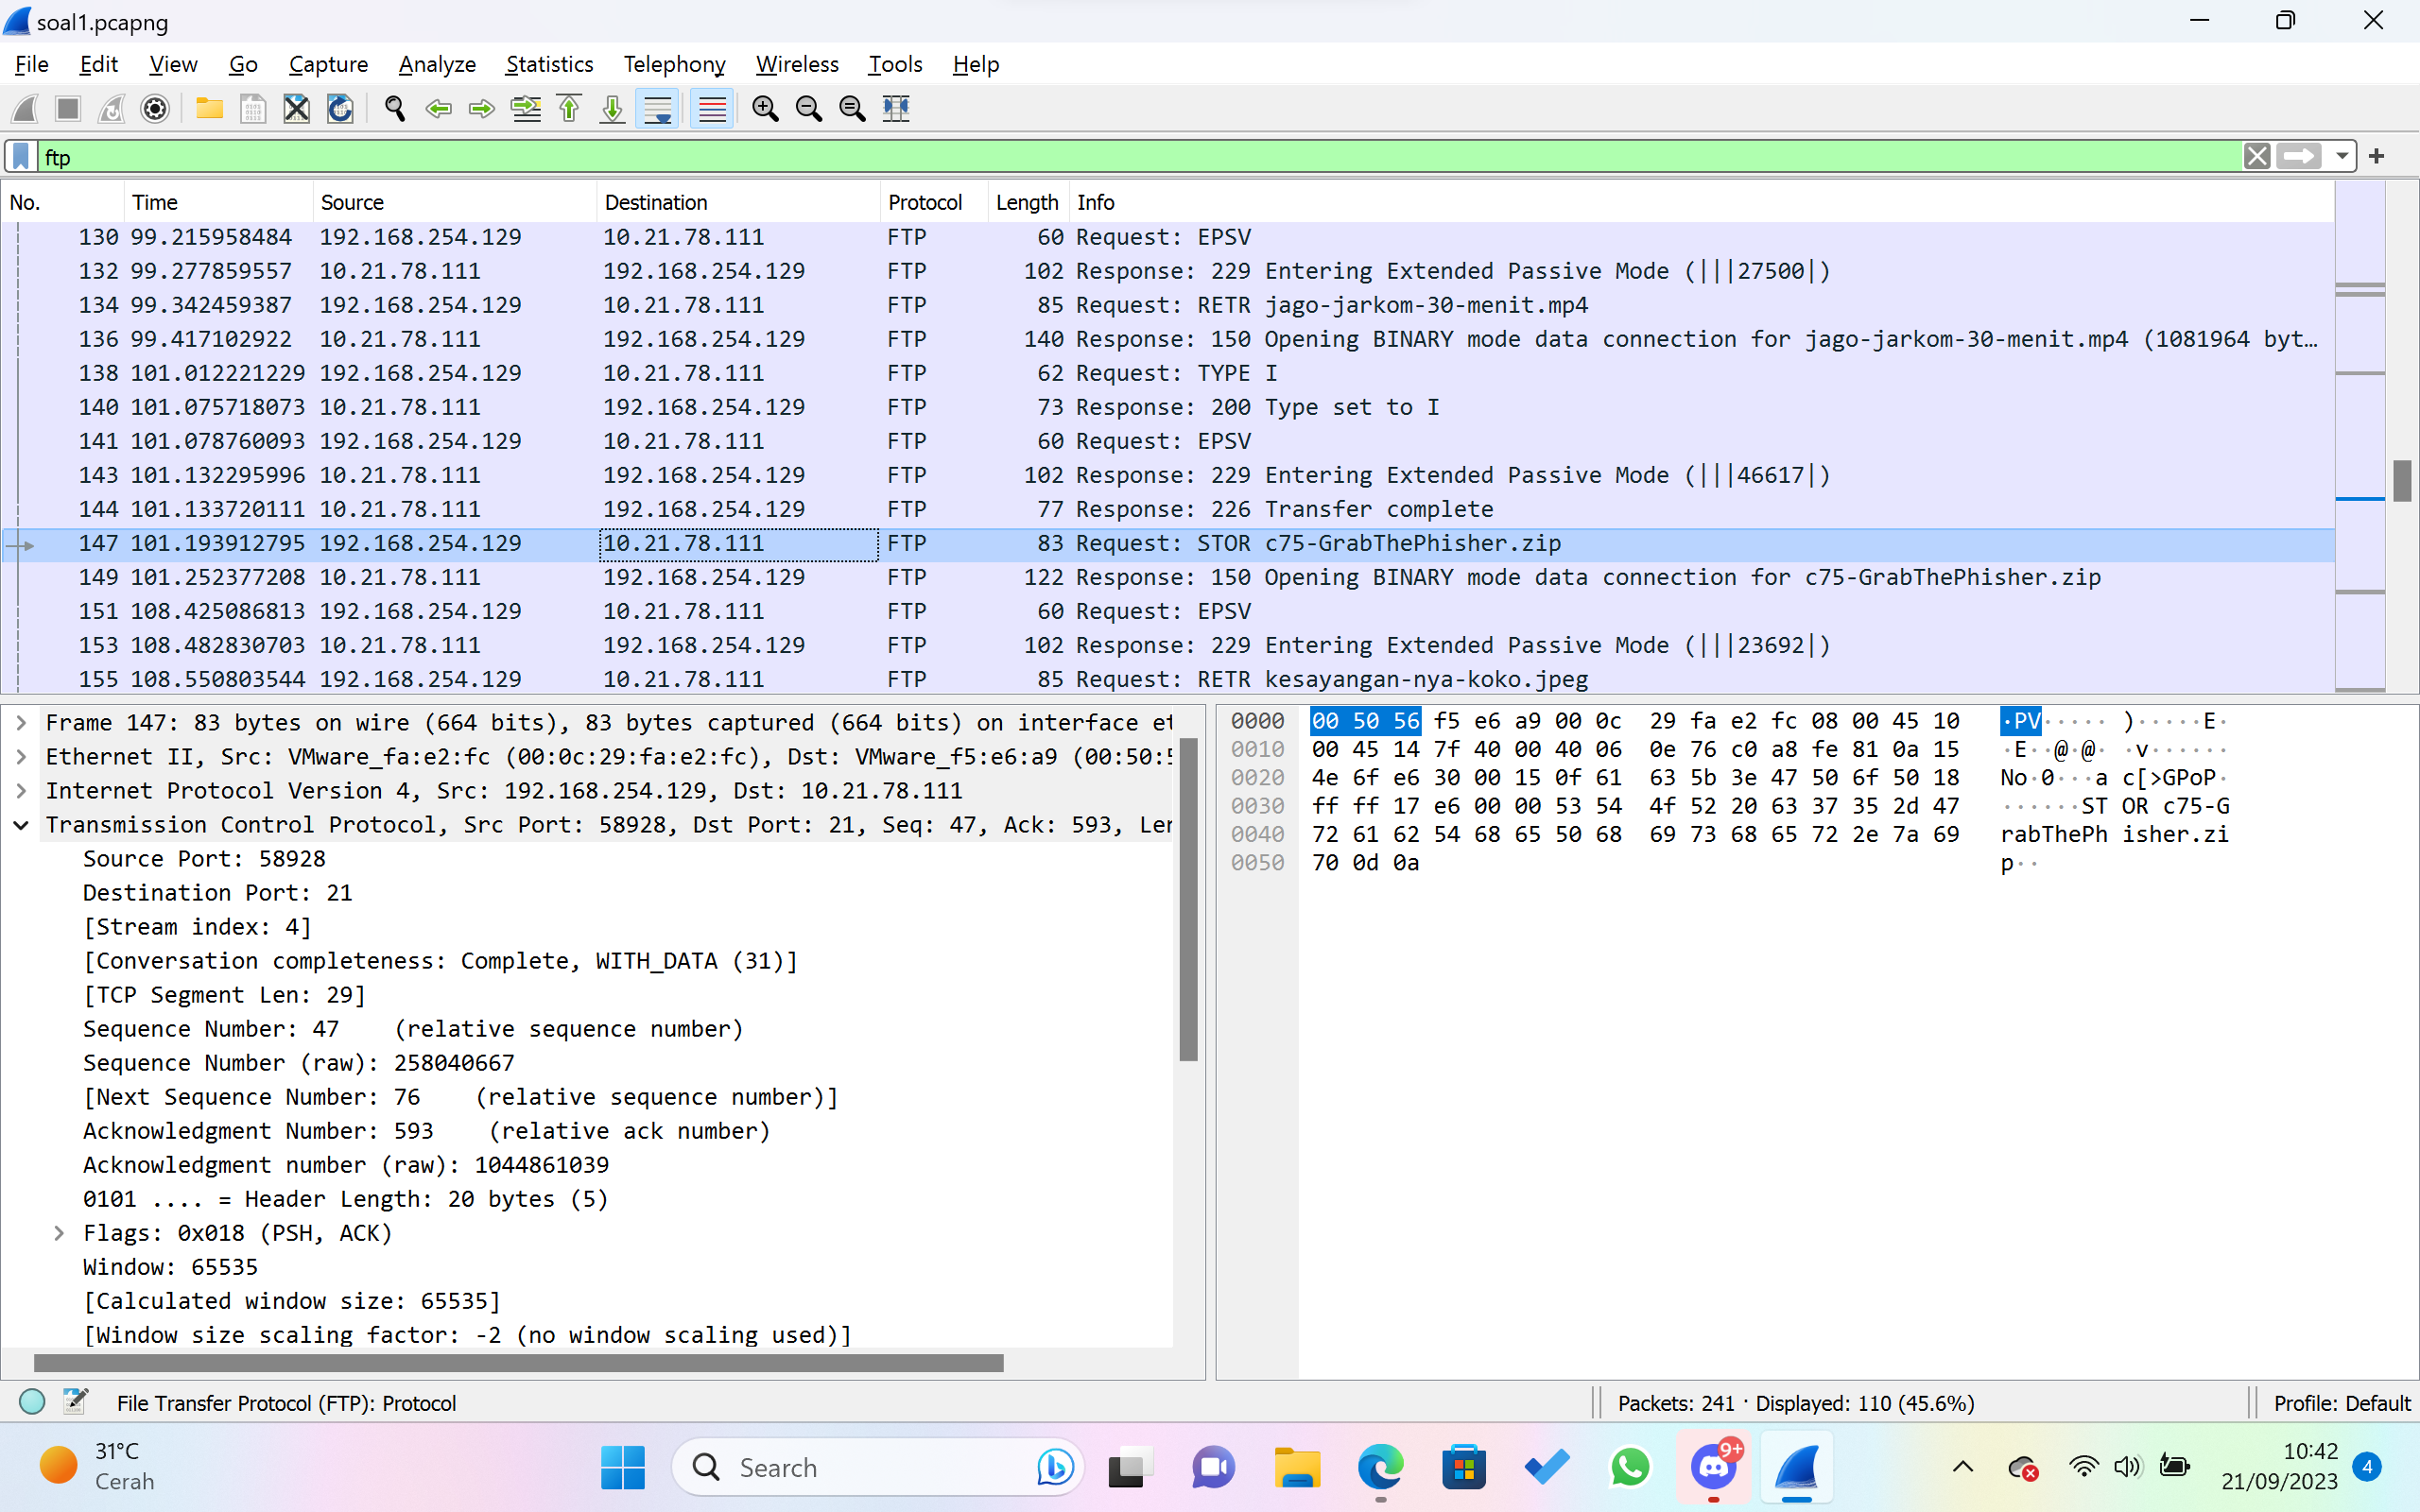 soal1.pcapng
File Edit View Go Capture Analyze Statistics Telephony Wireless Tools Help
ftp
No. Time Source Destination Protocol Length Info
130 99.215958484 192.168.254.129 10.21.78.111 FTP 60 Request: EPSV
132 99.277859557 10.21.78.111 192.168.254.129 FTP 102 Response: 229 Entering Extended Passive Mode (|||27500|)
134 99.342459387 192.168.254.129 10.21.78.111 FTP 85 Request: RETR jago-jarkom-30-menit.mp4
136 99.417102922 10.21.78.111 192.168.254.129 FTP 140 Response: 150 Opening BINARY mode data connection for jago-jarkom-30-menit.mp4 (1081964 byt…
138 101.012221229 192.168.254.129 10.21.78.111 FTP 62 Request: TYPE I
140 101.075718073 10.21.78.111 192.168.254.129 FTP 73 Response: 200 Type set to I
141 101.078760093 192.168.254.129 10.21.78.111 FTP 60 Request: EPSV
143 101.132295996 10.21.78.111 192.168.254.129 FTP 102 Response: 229 Entering Extended Passive Mode (|||46617|)
144 101.133720111 10.21.78.111 192.168.254.129 FTP 77 Response: 226 Transfer complete
147 101.193912795 192.168.254.129 10.21.78.111 FTP 83 Request: STOR c75-GrabThePhisher.zip
149 101.252377208 10.21.78.111 192.168.254.129 FTP 122 Response: 150 Opening BINARY mode data connection for c75-GrabThePhisher.zip
151 108.425086813 192.168.254.129 10.21.78.111 FTP 60 Request: EPSV
153 108.482830703 10.21.78.111 192.168.254.129 FTP 102 Response: 229 Entering Extended Passive Mode (|||23692|)
155 108.550803544 192.168.254.129 10.21.78.111 FTP 85 Request: RETR kesayangan-nya-koko.jpeg
Frame 147: 83 bytes on wire (664 bits), 83 bytes captured (664 bits) on interface et
Ethernet II, Src: VMware_fa:e2:fc (00:0c:29:fa:e2:fc), Dst: VMware_f5:e6:a9 (00:50:5
Internet Protocol Version 4, Src: 192.168.254.129, Dst: 10.21.78.111
Transmission Control Protocol, Src Port: 58928, Dst Port: 21, Seq: 47, Ack: 593, Len
Source Port: 58928
Destination Port: 21
[Stream index: 4]
[Conversation completeness: Complete, WITH_DATA (31)]
[TCP Segment Len: 29]
Sequence Number: 47 (relative sequence number)
Sequence Number (raw): 258040667
[Next Sequence Number: 76 (relative sequence number)]
Acknowledgment Number: 593 (relative ack number)
Acknowledgment number (raw): 1044861039
0101 .... = Header Length: 20 bytes (5)
Flags: 0x018 (PSH, ACK)
Window: 65535
[Calculated window size: 65535]
[Window size scaling factor: -2 (no window scaling used)]
0000 00 50 56 f5 e6 a9 00 0c 29 fa e2 fc 08 00 45 10 ·PV····· )·····E·
0010 00 45 14 7f 40 00 40 06 0e 76 c0 a8 fe 81 0a 15 ·E··@·@· ·v······
0020 4e 6f e6 30 00 15 0f 61 63 5b 3e 47 50 6f 50 18 No·0···a c[>GPoP·
0030 ff ff 17 e6 00 00 53 54 4f 52 20 63 37 35 2d 47 ······ST OR c75-G
0040 72 61 62 54 68 65 50 68 69 73 68 65 72 2e 7a 69 rabThePh isher.zi
0050 70 0d 0a p··
File Transfer Protocol (FTP): Protocol
Packets: 241 · Displayed: 110 (45.6%)
Profile: Default
31°C
Cerah
Search
9+
10:42
21/09/2023
4